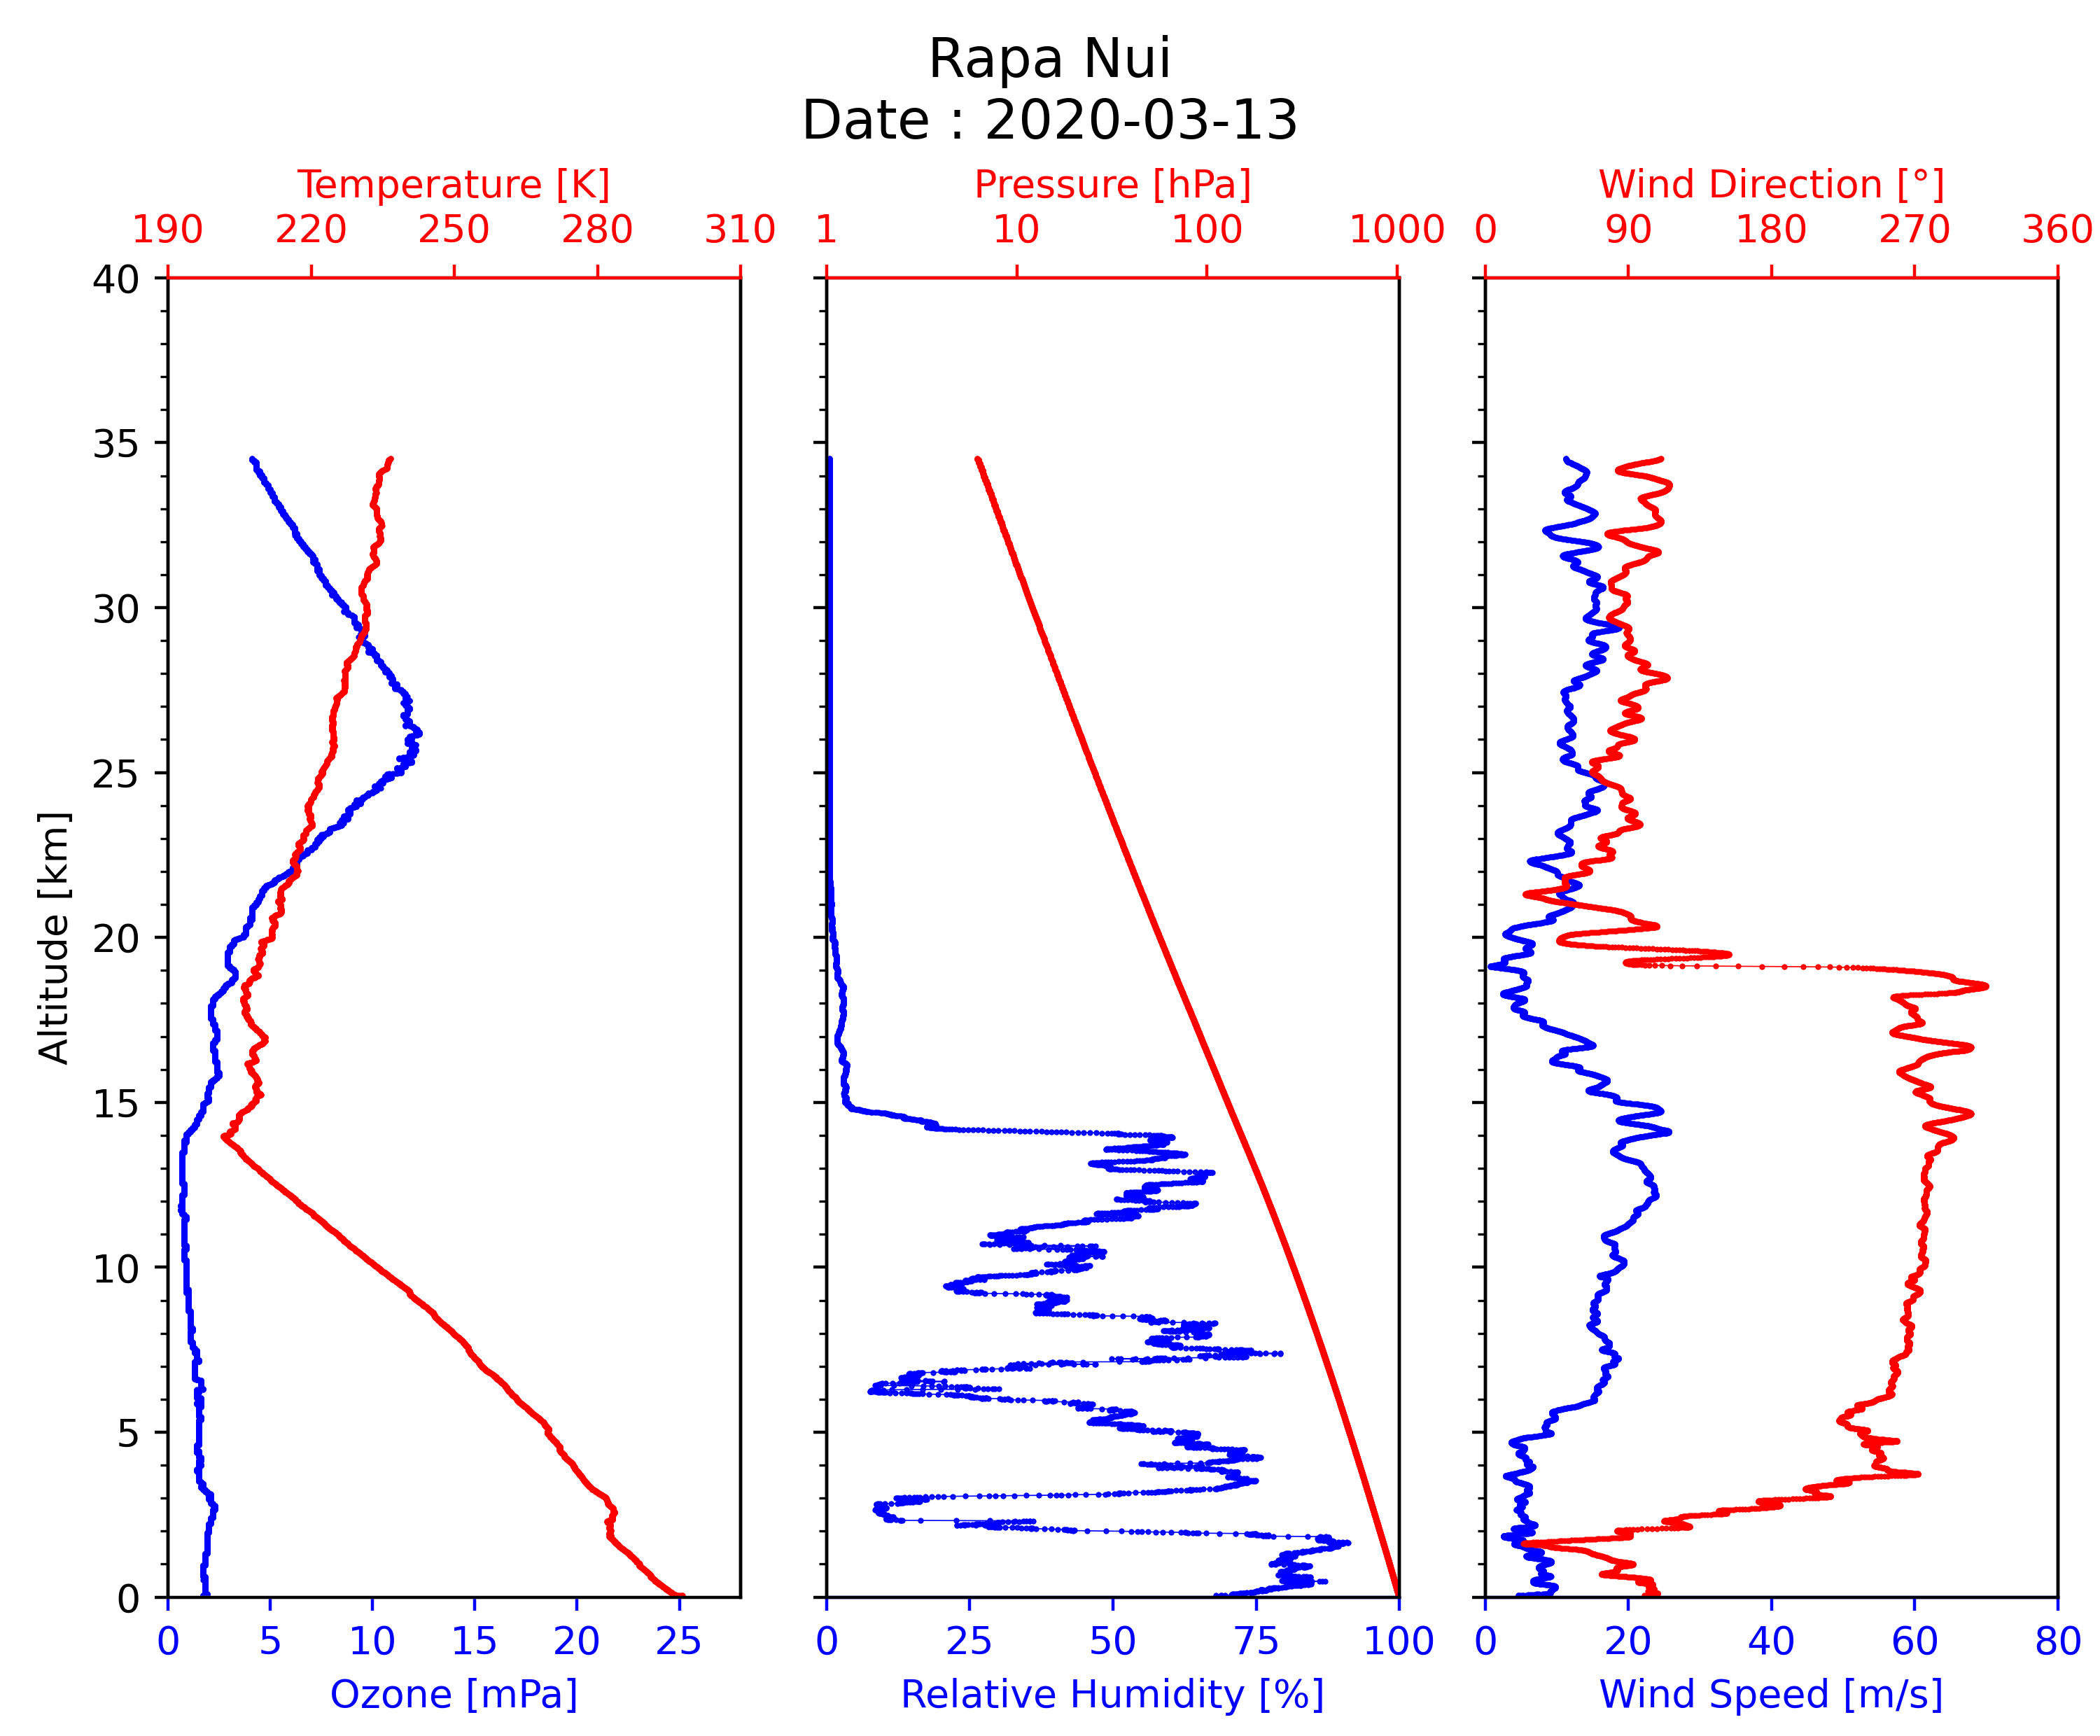 Rapa Nui
Date : 2020-03-13
Temperature [K] Pressure [hPa] Wind Direction [°]
190 220 250 280 310 1 10 100 1000 0 90 180 270 360
40
35
30
25
20
15
10
5
0
Altitude [km]
0 5 10 15 20 25 0 25 50 75 100 0 20 40 60 80
Ozone [mPa] Relative Humidity [%] Wind Speed [m/s]